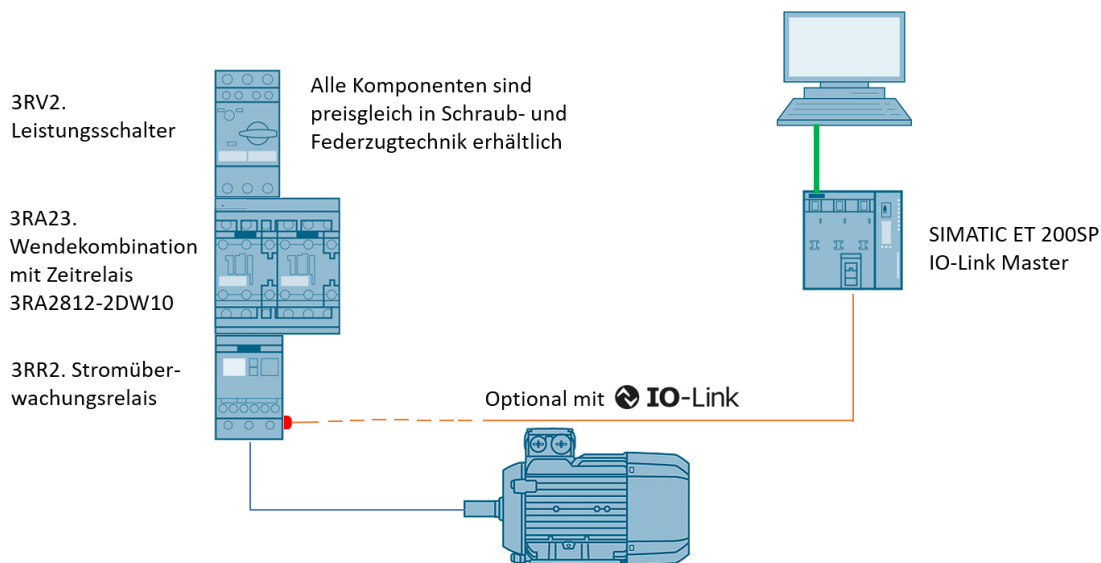 3RV2.
Leistungsschalter
Alle Komponenten sind
preisgleich in Schraub- und
Federzugtechnik erhältlich
3RA23.
Wendekombination
mit Zeitrelais
3RA2812-2DW10
SIMATIC ET 200SP
IO-Link Master
3RR2. Stromüber-
wachungsrelais
Optional mit IO-Link